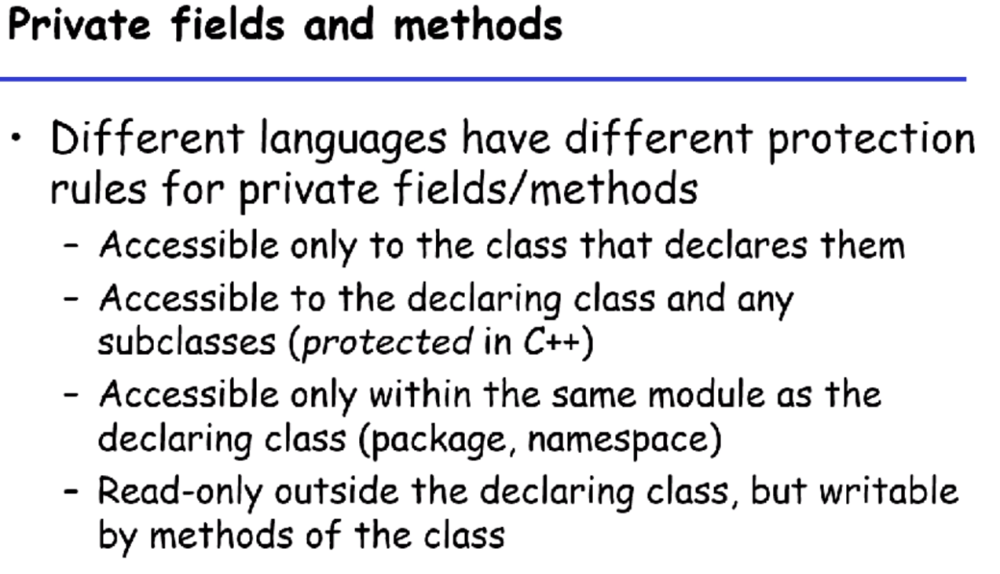 Private fields and methods
• Different languages have different protection
rules for private fields/methods
– Accessible only to the class that declares them
– Accessible to the declaring class and any
subclasses (protected in C++)
– Accessible only within the same module as the
declaring class (package, namespace)
– Read-only outside the declaring class, but writable
by methods of the class